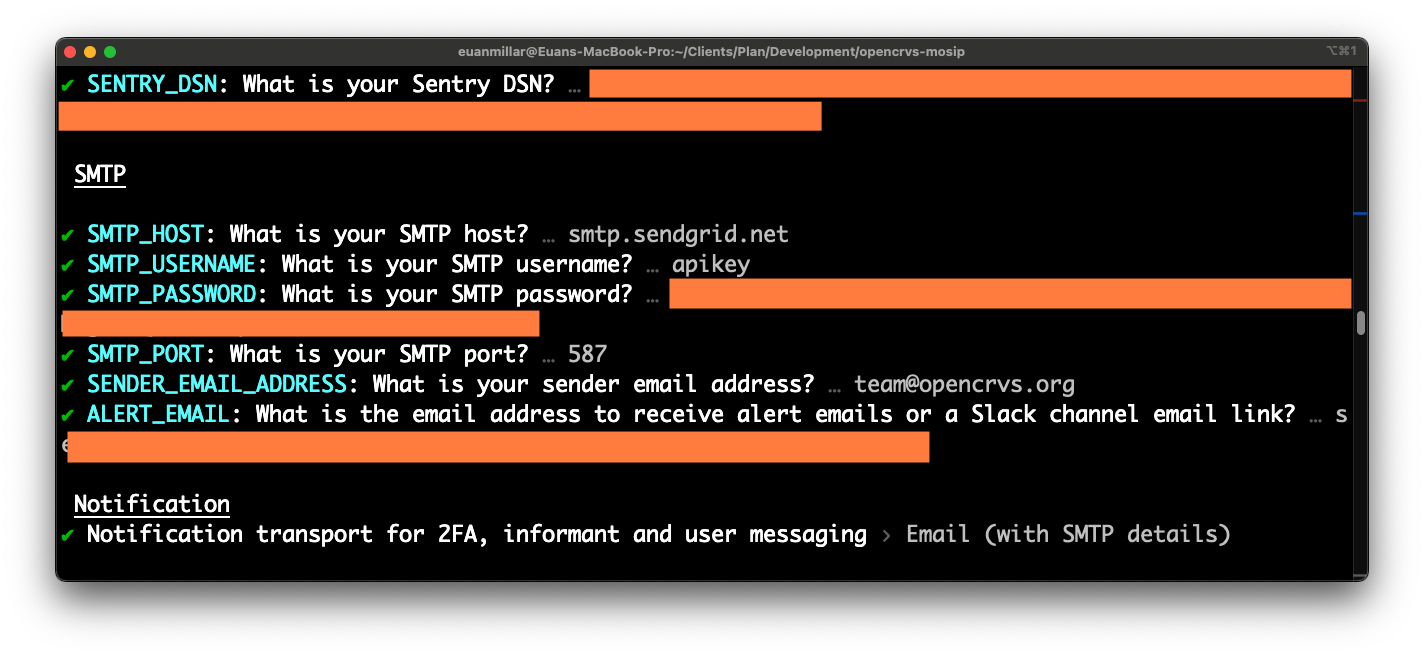 euanmillar@Euans-MacBook-Pro:~/Clients/Plan/Development/opencrvs-mosip ⌥⌘1
✔ SENTRY_DSN: What is your Sentry DSN? …
SMTP
✔ SMTP_HOST: What is your SMTP host? … smtp.sendgrid.net
✔ SMTP_USERNAME: What is your SMTP username? … apikey
✔ SMTP_PASSWORD: What is your SMTP password? …
✔ SMTP_PORT: What is your SMTP port? … 587
✔ SENDER_EMAIL_ADDRESS: What is your sender email address? … team@opencrvs.org
✔ ALERT_EMAIL: What is the email address to receive alert emails or a Slack channel email link? … s
Notification
✔ Notification transport for 2FA, informant and user messaging › Email (with SMTP details)